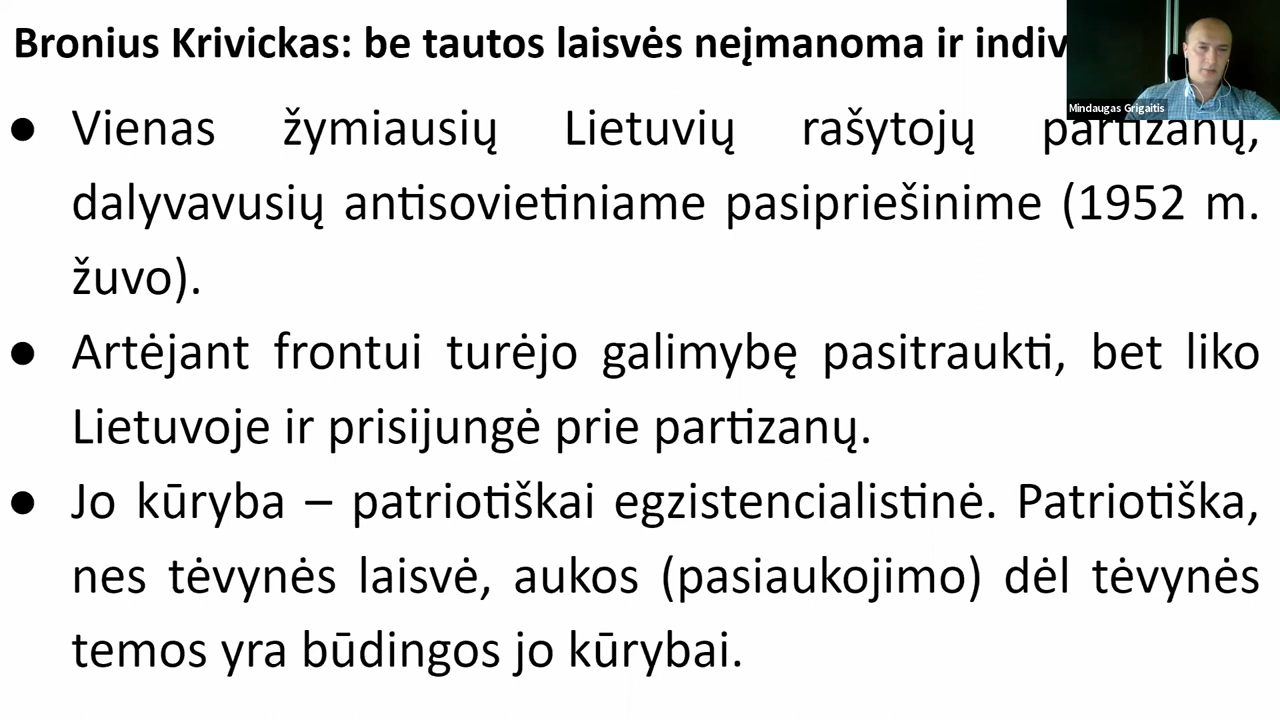 Bronius Krivickas: be tautos laisvės neįmanoma ir indiv
Mindaugas Grigaitis
● Vienas žymiausių Lietuvių rašytojų partizanų,
dalyvavusių antisovietiniame pasipriešinime (1952 m.
žuvo).
● Artėjant frontui turėjo galimybę pasitraukti, bet liko
Lietuvoje ir prisijungė prie partizanų.
● Jo kūryba – patriotiškai egzistencialistinė. Patriotiška,
nes tėvynės laisvė, aukos (pasiaukojimo) dėl tėvynės
temos yra būdingos jo kūrybai.